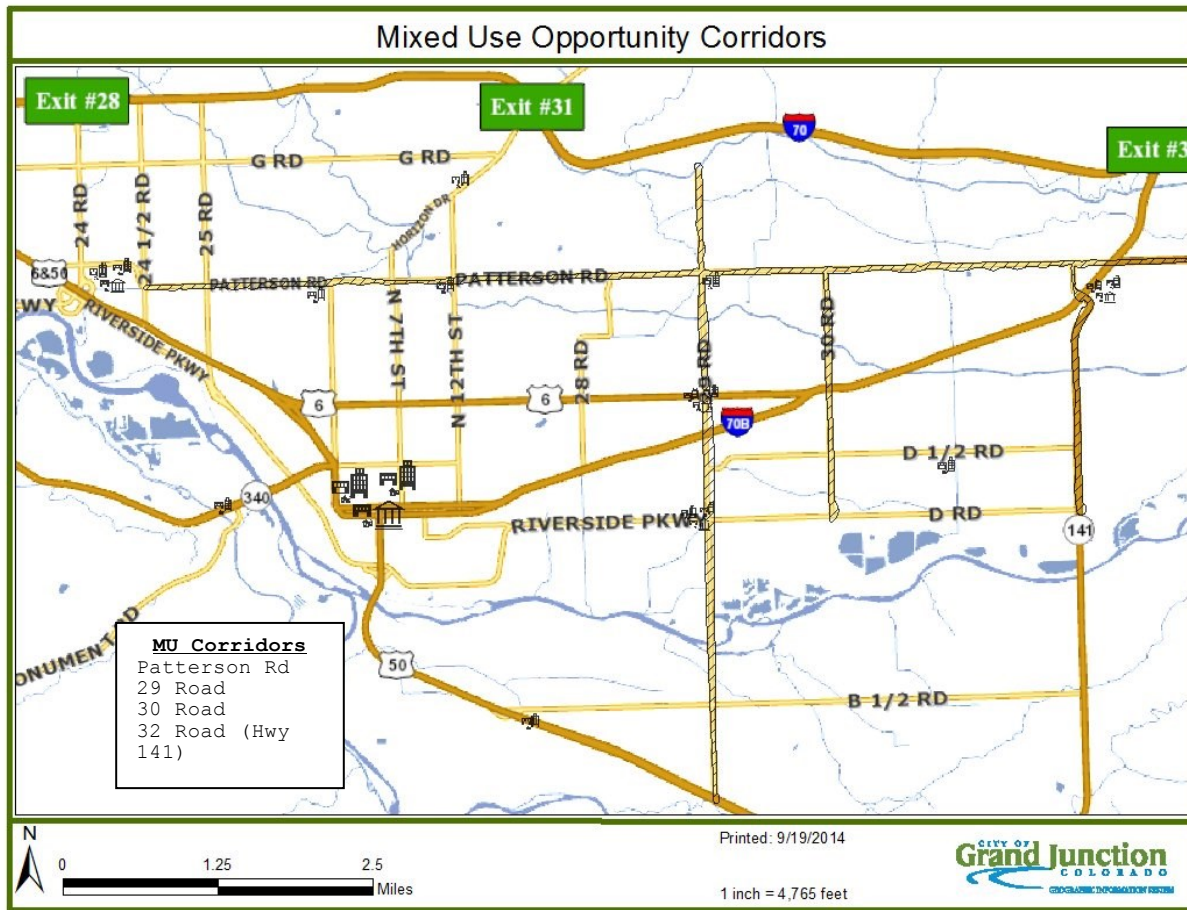 Mixed Use Opportunity Corridors
Exit #28
Exit #31
70
Exit #3
G RD
G RD
24 RD
24 1/2 RD
25 RD
HORIZON DR
6&50
PATTERSON RD
PATTERSON RD
RIVERSIDE PKWY
N 7TH ST
N 12TH ST
28 RD
30 RD
6
6
70B
D 1/2 RD
340
RIVERSIDE PKWY
D RD
141
50
B 1/2 RD
MU Corridors
Patterson Rd
29 Road
30 Road
32 Road (Hwy
141)
N
0 1.25 2.5
Miles
Printed: 9/19/2014
1 inch = 4,765 feet
CITY OF
Grand Junction
COLORADO
GEOGRAPHIC INFORMATION SYSTEM